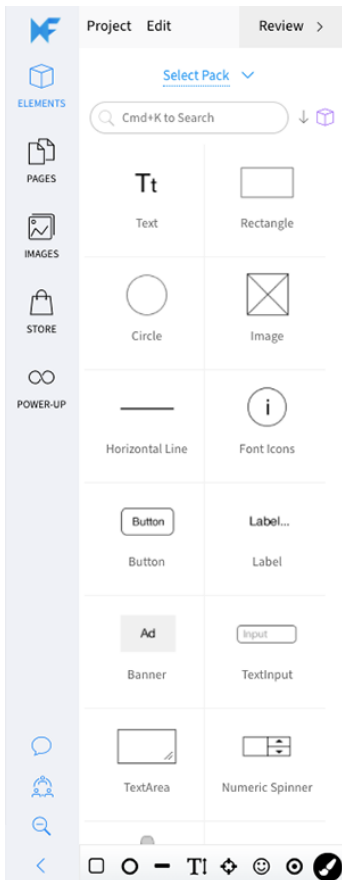 Project Edit Review >
Select Pack
ELEMENTS
Cmd+K to Search
PAGES
Tt
Text Rectangle
IMAGES
Circle Image
STORE
POWER-UP
i
Horizontal Line Font Icons
Button Label...
Button Label
Ad Input
Banner TextInput
TextArea Numeric Spinner
T